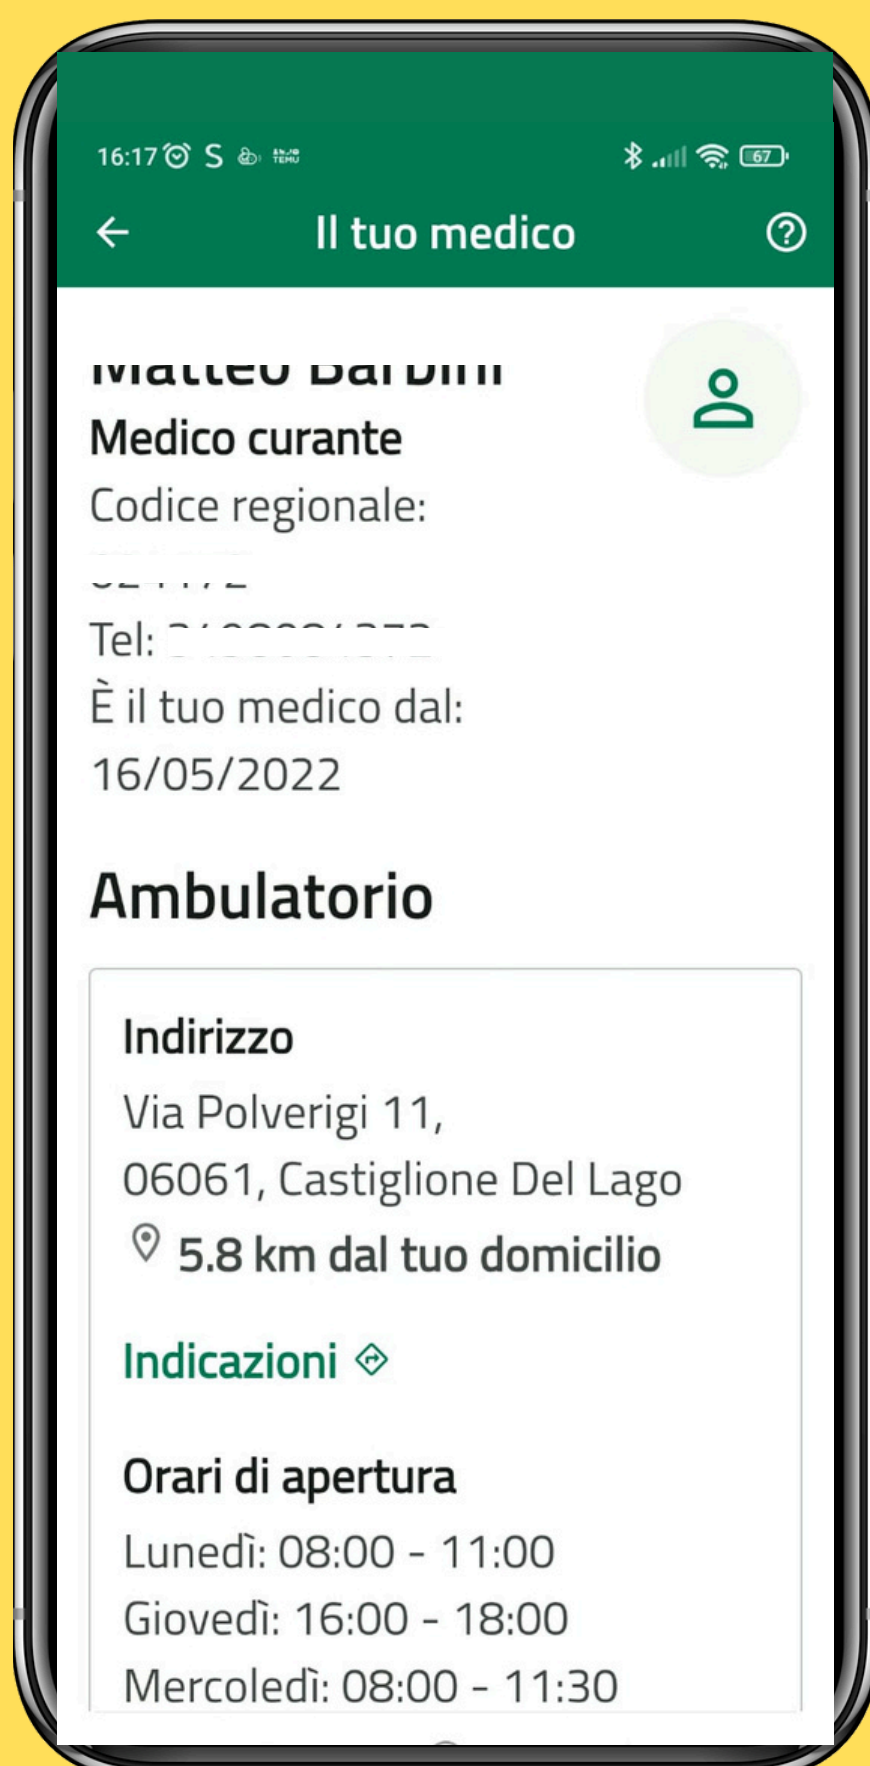 16:17 S TEMU 67
Il tuo medico
Medico curante
Codice regionale:
Tel:
È il tuo medico dal:
16/05/2022
Ambulatorio
Indirizzo
Via Polverigi 11,
06061, Castiglione Del Lago
5.8 km dal tuo domicilio
Indicazioni
Orari di apertura
Lunedì: 08:00 - 11:00
Giovedì: 16:00 - 18:00
Mercoledì: 08:00 - 11:30